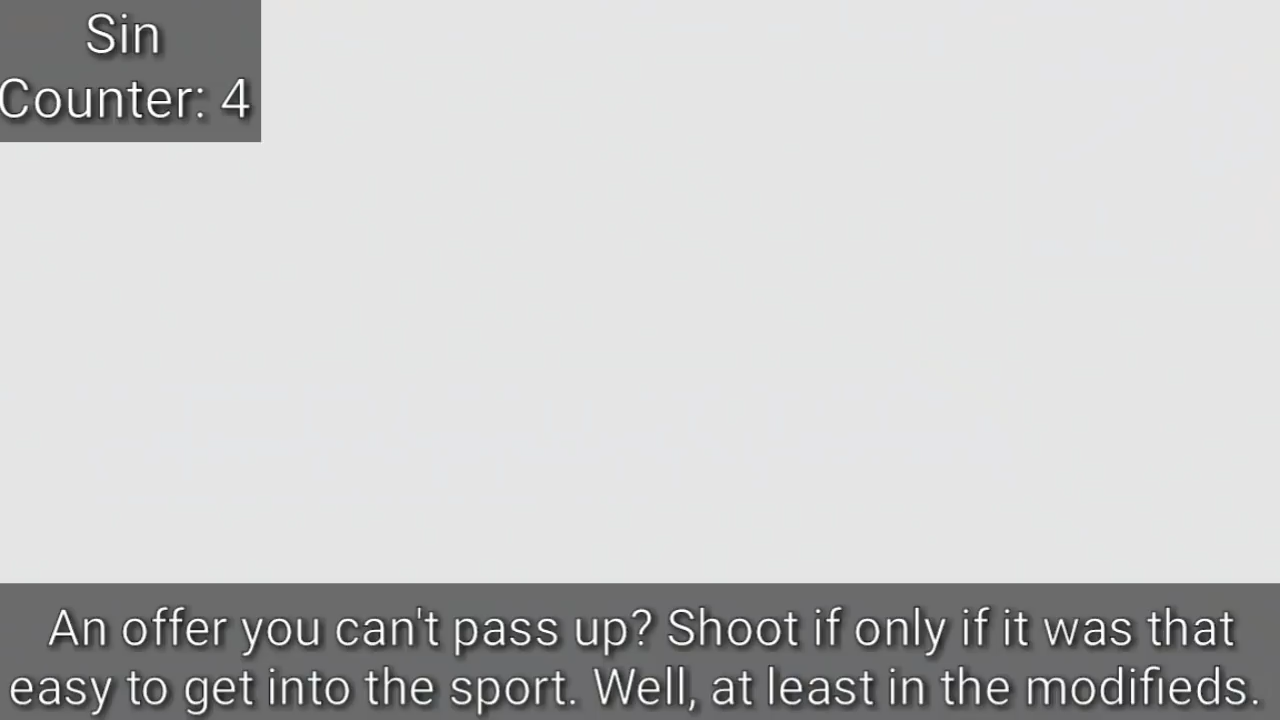 Sin
Counter: 4
An offer you can't pass up? Shoot if only if it was that
easy to get into the sport. Well, at least in the modifieds.